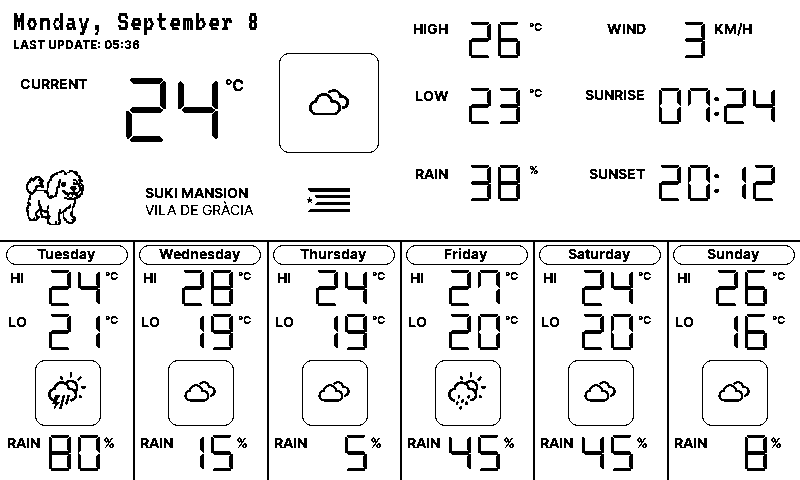 Monday, September 8
LAST UPDATE: 05:36
CURRENT 24 °C
HIGH 26 °C
LOW 23 °C
RAIN 38 %
WIND 3 KM/H
SUNRISE 07:24
SUNSET 20:12
SUKI MANSION
VILA DE GRÀCIA
Tuesday
HI 24 °C
LO 21 °C
RAIN 80 %
Wednesday
HI 28 °C
LO 19 °C
RAIN 15 %
Thursday
HI 24 °C
LO 19 °C
RAIN 5 %
Friday
HI 27 °C
LO 20 °C
RAIN 45 %
Saturday
HI 24 °C
LO 20 °C
RAIN 45 %
Sunday
HI 26 °C
LO 16 °C
RAIN 8 %